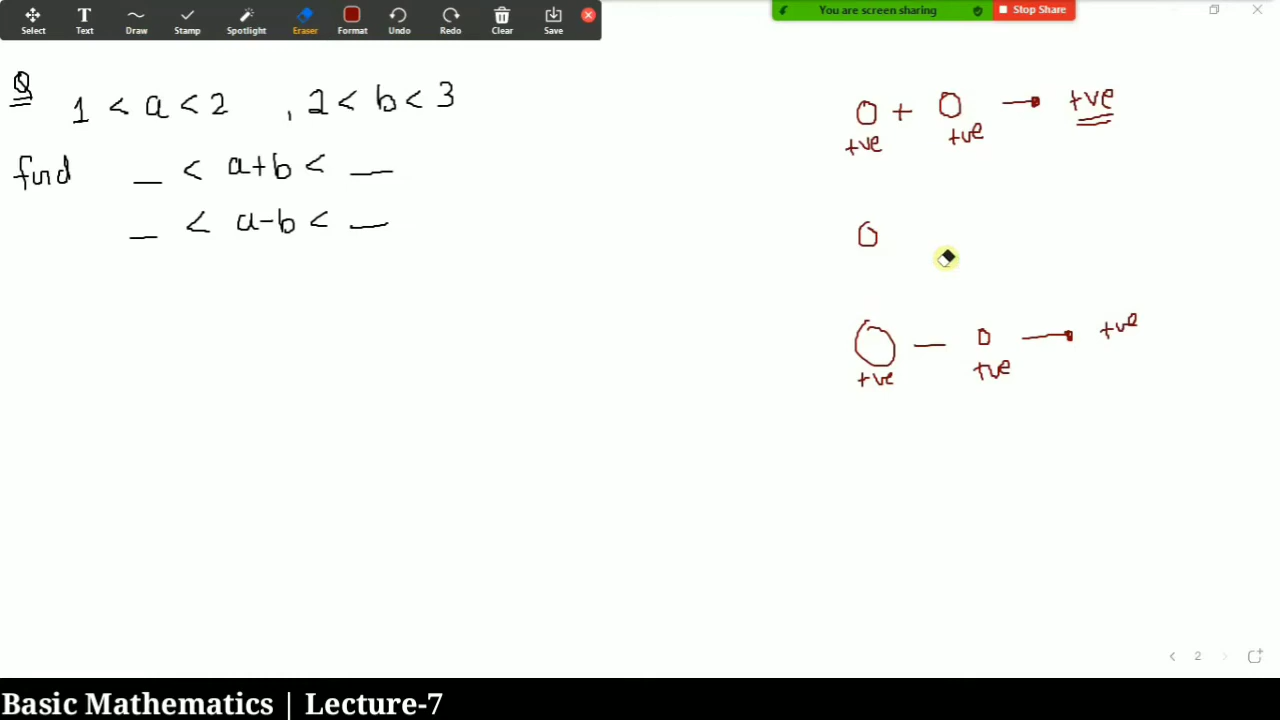 Select Text Draw Stamp Spotlight Eraser Format Undo Redo Clear Save
You are screen sharing Stop Share
Q 1 < a < 2 , 2 < b < 3
find _ < a+b < _
_ < a-b < _
O + O → +ve
+ve +ve
O
O - O → +ve
+ve +ve
2
Basic Mathematics | Lecture-7